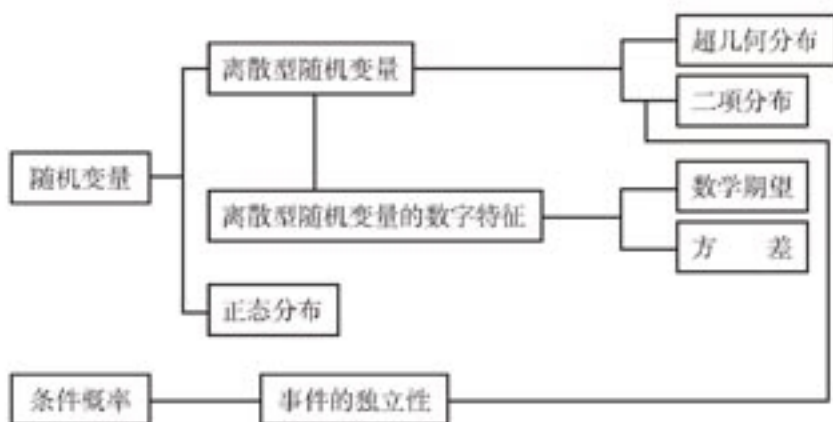 超几何分布
离散型随机变量
二项分布
随机变量
数学期望
离散型随机变量的数字特征
方 差
正态分布
条件概率
事件的独立性